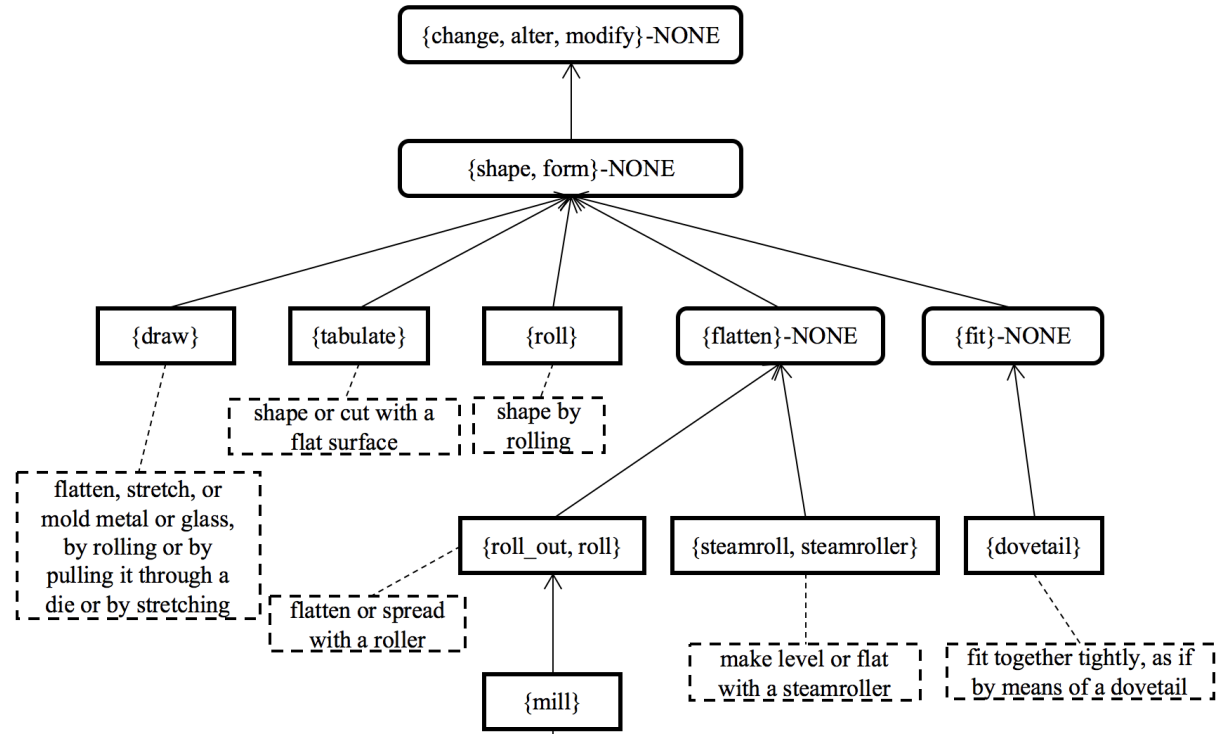 {change, alter, modify}-NONE
{shape, form}-NONE
{draw}
{tabulate}
{roll}
{flatten}-NONE
{fit}-NONE
shape or cut with a
flat surface
shape by
rolling
flatten, stretch, or
mold metal or glass,
by rolling or by
pulling it through a
die or by stretching
{roll_out, roll}
{steamroll, steamroller}
{dovetail}
flatten or spread
with a roller
make level or flat
with a steamroller
fit together tightly, as if
by means of a dovetail
{mill}